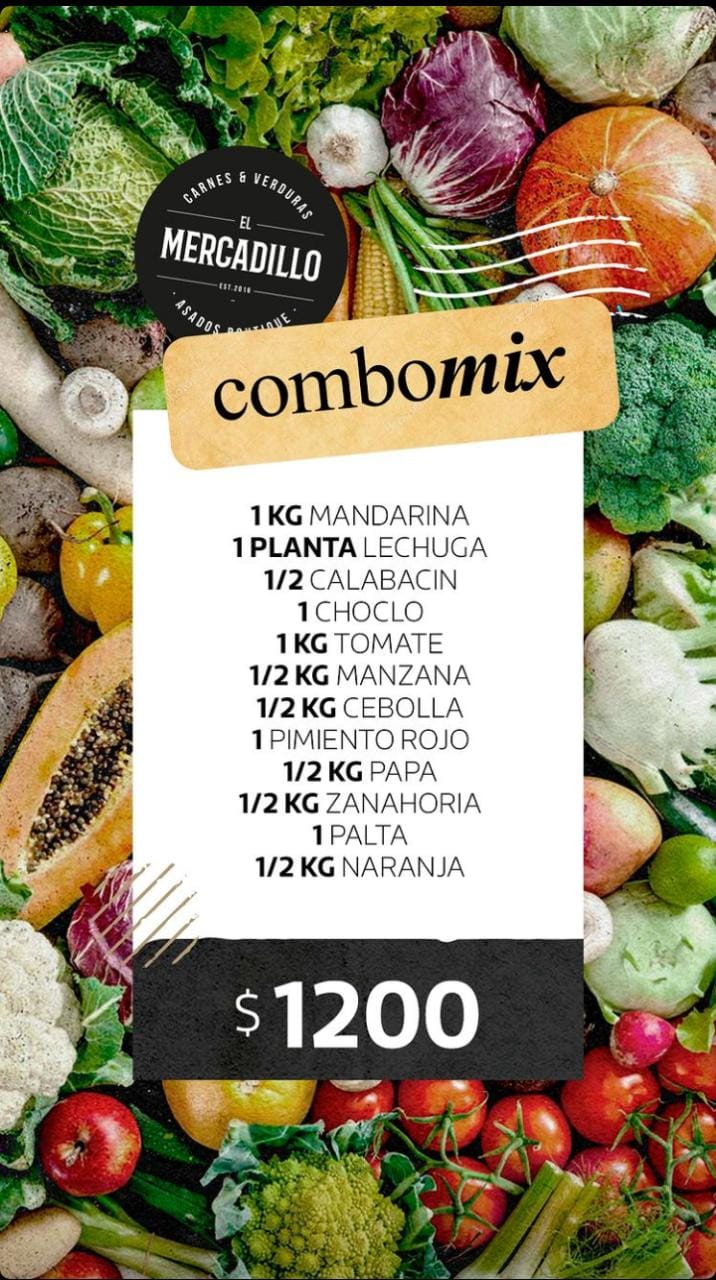 CARNES & VERDURAS
EL
MERCADILLO
EST.2016
ASADOS BOUTIQUE
combomix
1 KG MANDARINA
1 PLANTA LECHUGA
1/2 CALABACIN
1 CHOCLO
1 KG TOMATE
1/2 KG MANZANA
1/2 KG CEBOLLA
1 PIMIENTO ROJO
1/2 KG PAPA
1/2 KG ZANAHORIA
1 PALTA
1/2 KG NARANJA
$1200